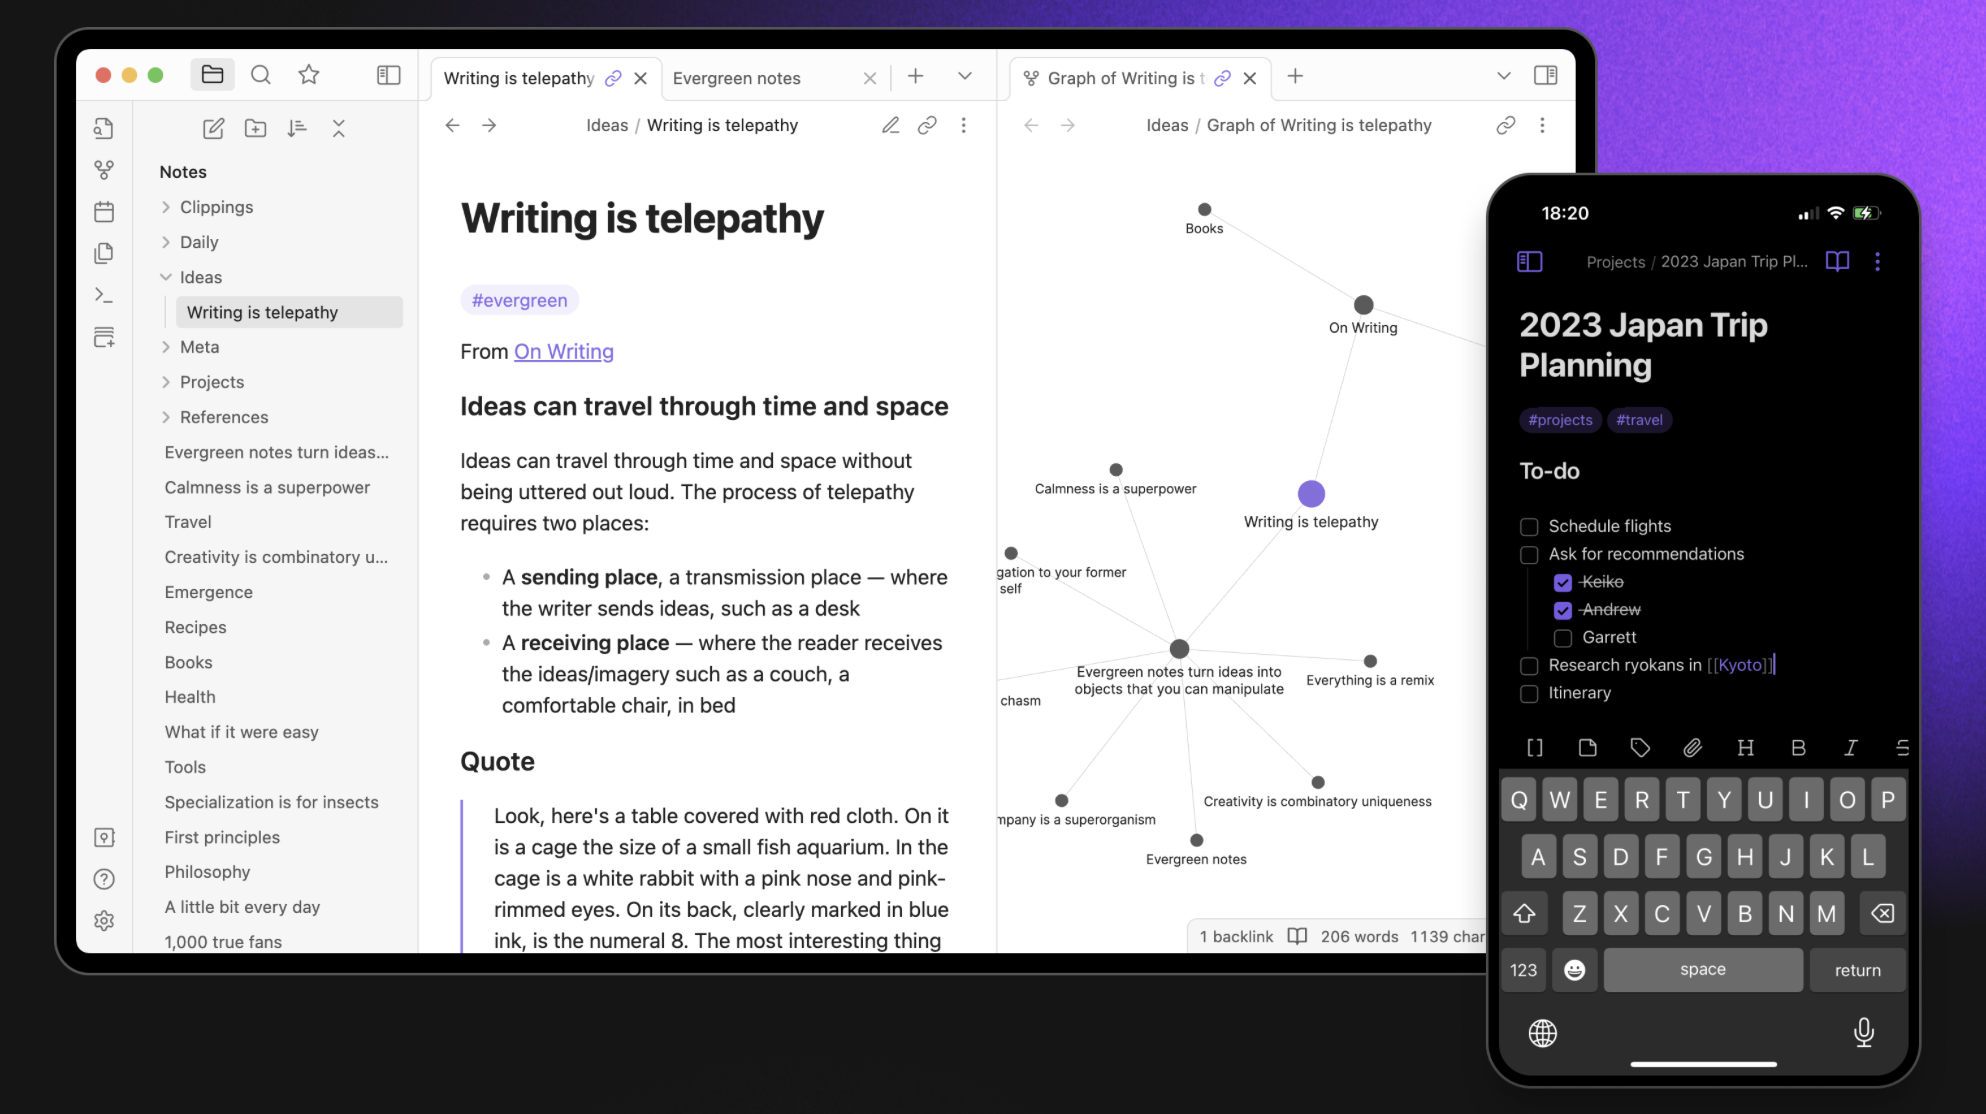 Notes
Clippings
Daily
Ideas
Writing is telepathy
Meta
Projects
References
Evergreen notes turn ideas...
Calmness is a superpower
Travel
Creativity is combinatory u...
Emergence
Recipes
Books
Health
What if it were easy
Tools
Specialization is for insects
First principles
Philosophy
A little bit every day
1,000 true fans
Writing is telepathy
Evergreen notes
Ideas / Writing is telepathy
Writing is telepathy
#evergreen
From On Writing
Ideas can travel through time and space
Ideas can travel through time and space without
being uttered out loud. The process of telepathy
requires two places:
• A sending place, a transmission place — where
the writer sends ideas, such as a desk
• A receiving place — where the reader receives
the ideas/imagery such as a couch, a
comfortable chair, in bed
Quote
Look, here's a table covered with red cloth. On it
is a cage the size of a small fish aquarium. In the
cage is a white rabbit with a pink nose and pink-
rimmed eyes. On its back, clearly marked in blue
ink, is the numeral 8. The most interesting thing
Graph of Writing is t
Ideas / Graph of Writing is telepathy
Books
On Writing
Calmness is a superpower
Writing is telepathy
gation to your former
self
Evergreen notes turn ideas into
objects that you can manipulate
Everything is a remix
chasm
Creativity is combinatory uniqueness
mpany is a superorganism
Evergreen notes
1 backlink 206 words 1139 char
18:20
Projects / 2023 Japan Trip Pl...
2023 Japan Trip
Planning
#projects #travel
To-do
Schedule flights
Ask for recommendations
Keiko
Andrew
Garrett
Research ryokans in [[Kyoto]]
Itinerary
[] H B I S
Q W E R T Y U I O P
A S D F G H J K L
Z X C V B N M
123 space return